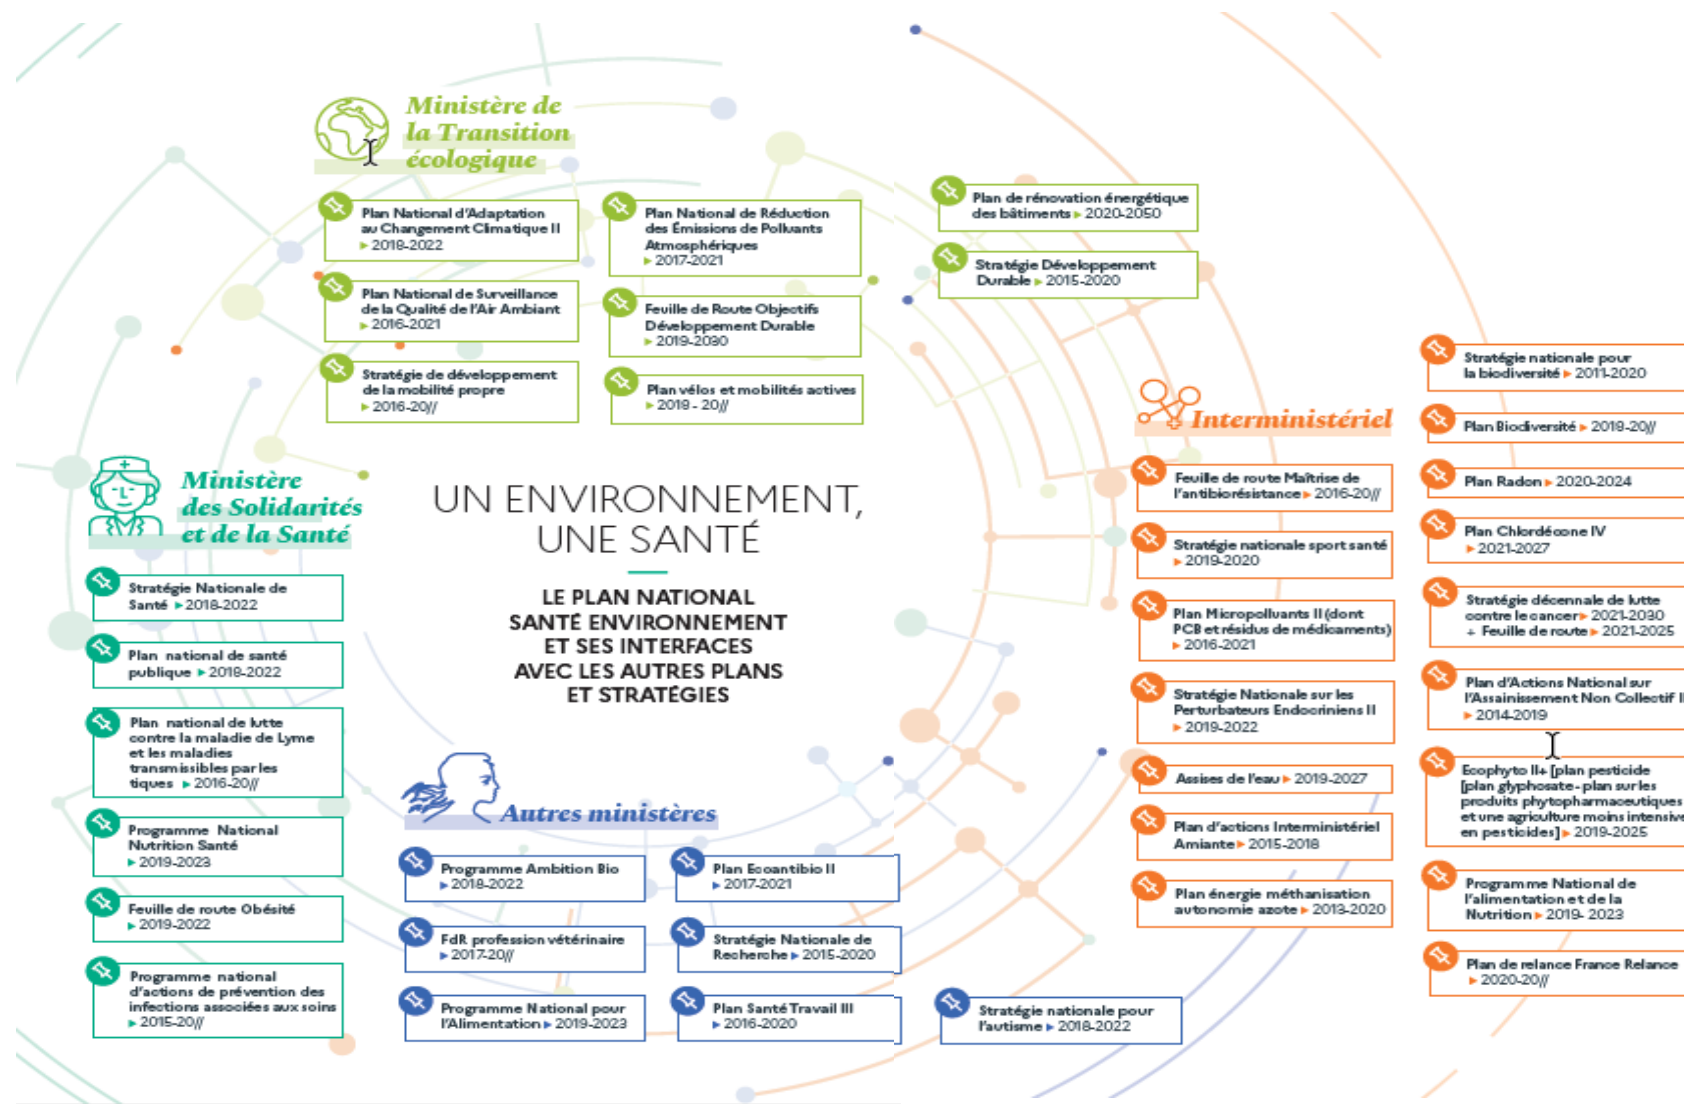 Ministère de
la Transition
écologique
Plan National d'Adaptation
au Changement Climatique II
▸ 2018-2022
Plan National de Surveillance
de la Qualité de l'Air Ambiant
▸ 2016-2021
Stratégie de développement
de la mobilité propre
▸ 2016-20//
Plan National de Réduction
des Émissions de Polluants
Atmosphériques
▸ 2017-2021
Feuille de Route Objectifs
Développement Durable
▸ 2019-2030
Plan vélos et mobilités actives
▸ 2018 - 20//
Plan de rénovation énergétique
des bâtiments ▸ 2020-2050
Stratégie Développement
Durable ▸ 2015-2020
Ministère
des Solidarités
et de la Santé
Stratégie Nationale de
Santé ▸ 2018-2022
Plan national de santé
publique ▸ 2018-2022
Plan national de lutte
contre la maladie de Lyme
et les maladies
transmissibles par les
tiques ▸ 2016-20//
Programme National
Nutrition Santé
▸ 2019-2023
Feuille de route Obésité
▸ 2019-2022
Programme national
d'actions de prévention des
infections associées aux soins
▸ 2015-20//
UN ENVIRONNEMENT,
UNE SANTÉ
LE PLAN NATIONAL
SANTÉ ENVIRONNEMENT
ET SES INTERFACES
AVEC LES AUTRES PLANS
ET STRATÉGIES
Autres ministères
Programme Ambition Bio
▸ 2018-2022
FdR profession vétérinaire
▸ 2017-20//
Programme National pour
l'Alimentation ▸ 2019-2023
Plan Ecoantibio II
▸ 2017-2021
Stratégie Nationale de
Recherche ▸ 2015-2020
Plan Santé Travail III
▸ 2016-2020
Stratégie nationale pour
l'autisme ▸ 2018-2022
Interministériel
Feuille de route Maîtrise de
l'antibiorésistance ▸ 2016-20//
Stratégie nationale sport santé
▸ 2019-2020
Plan Micropolluants II (dont
PCB et résidus de médicaments)
▸ 2016-2021
Stratégie Nationale sur les
Perturbateurs Endocriniens II
▸ 2019-2022
Assises de l'eau ▸ 2019-2027
Plan d'actions Interministériel
Amiante ▸ 2015-2018
Plan énergie méthanisation
autonomie azote ▸ 2013-2020
Stratégie nationale pour
la biodiversité ▸ 2011-2020
Plan Biodiversité ▸ 2018-20//
Plan Radon ▸ 2020-2024
Plan Chlordécone IV
▸ 2021-2027
Stratégie décennale de lutte
contre le cancer ▸ 2021-2030
+ Feuille de route ▸ 2021-2025
Plan d'Actions National sur
l'Assainissement Non Collectif II
▸ 2014-2019
Ecophyto II+ [plan pesticide
[plan glyphosate - plan sur les
produits phytopharmaceutiques
et une agriculture moins intensive
en pesticides] ▸ 2019-2025
Programme National de
l'alimentation et de la
Nutrition ▸ 2019- 2023
Plan de relance France Relance
▸ 2020-20//